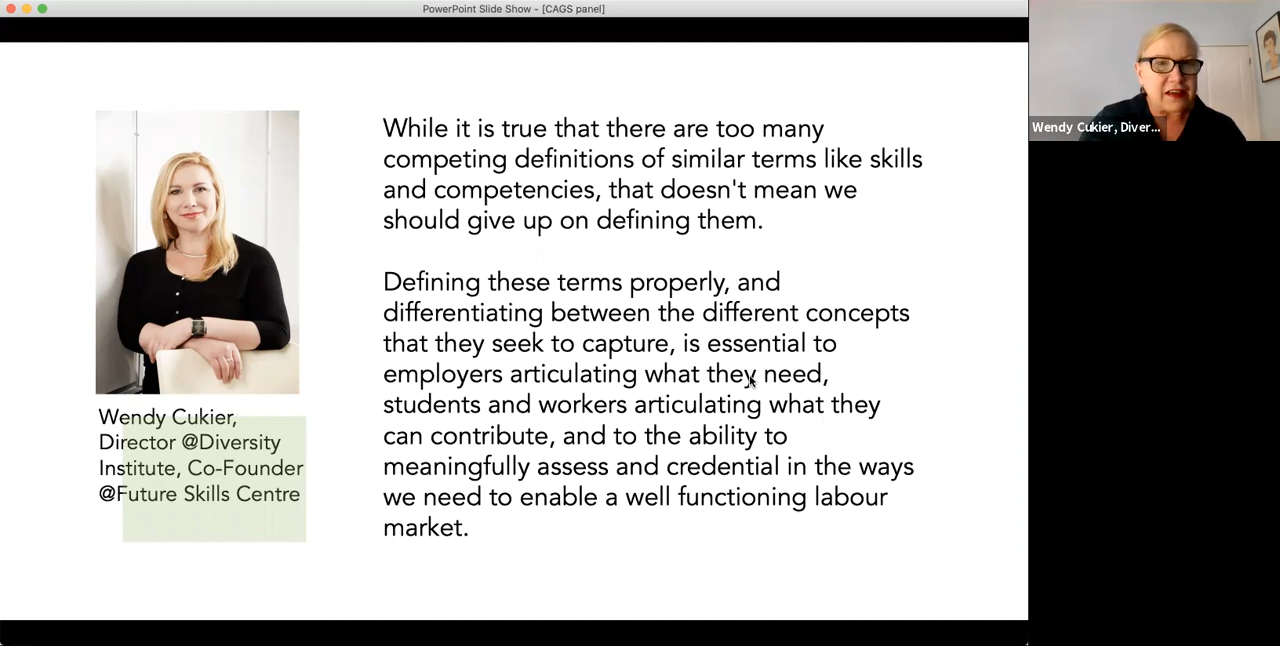 PowerPoint Slide Show - [CAGS panel]
While it is true that there are too many
competing definitions of similar terms like skills
and competencies, that doesn't mean we
should give up on defining them.
Defining these terms properly, and
differentiating between the different concepts
that they seek to capture, is essential to
employers articulating what they need,
students and workers articulating what they
can contribute, and to the ability to
meaningfully assess and credential in the ways
we need to enable a well functioning labour
market.
Wendy Cukier,
Director @Diversity
Institute, Co-Founder
@Future Skills Centre
Wendy Cukier, Diver...